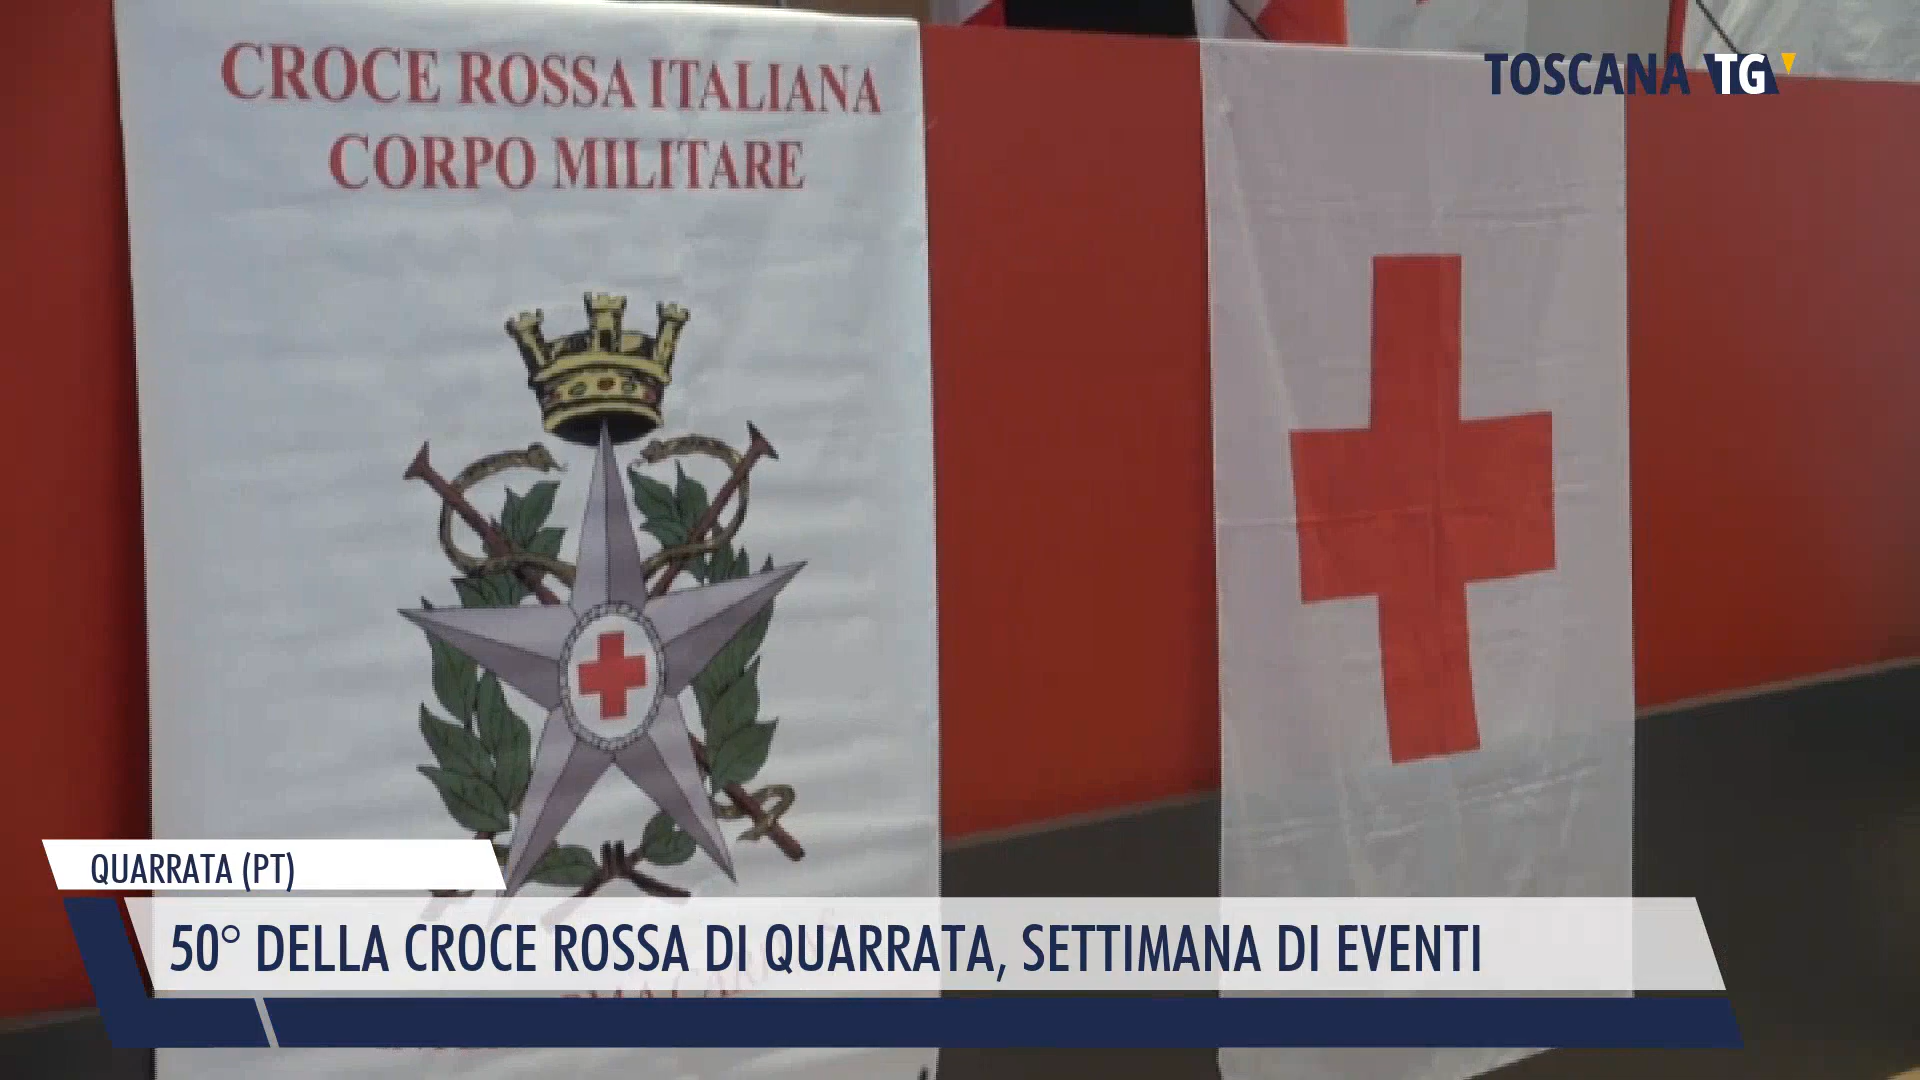 CROCE ROSSA ITALIANA
CORPO MILITARE
TOSCANA TG
QUARRATA (PT)
50° DELLA CROCE ROSSA DI QUARRATA, SETTIMANA DI EVENTI